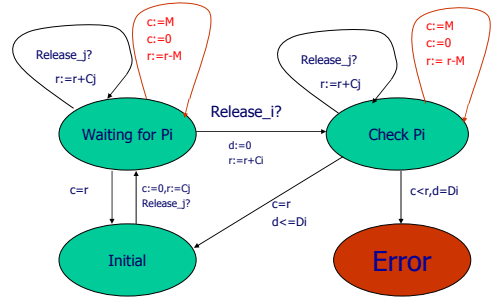 c:=M
c:=0
r:=r-M
Release_j?
r:=r+Cj
c:=M
c:=0
r:= r-M
Release_j?
r:=r+Cj
Release_i?
Waiting for Pi
d:=0
r:=r+Ci
Check Pi
c=r
c:=0,r:=Cj
Release_j?
c=r
d<=Di
c<r,d=Di
Initial
Error